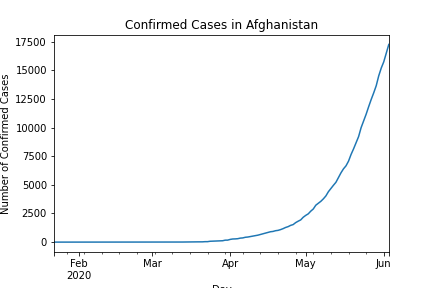 Confirmed Cases in Afghanistan
Number of Confirmed Cases
17500
15000
12500
10000
7500
5000
2500
0
Feb
2020
Mar
Apr
May
Jun